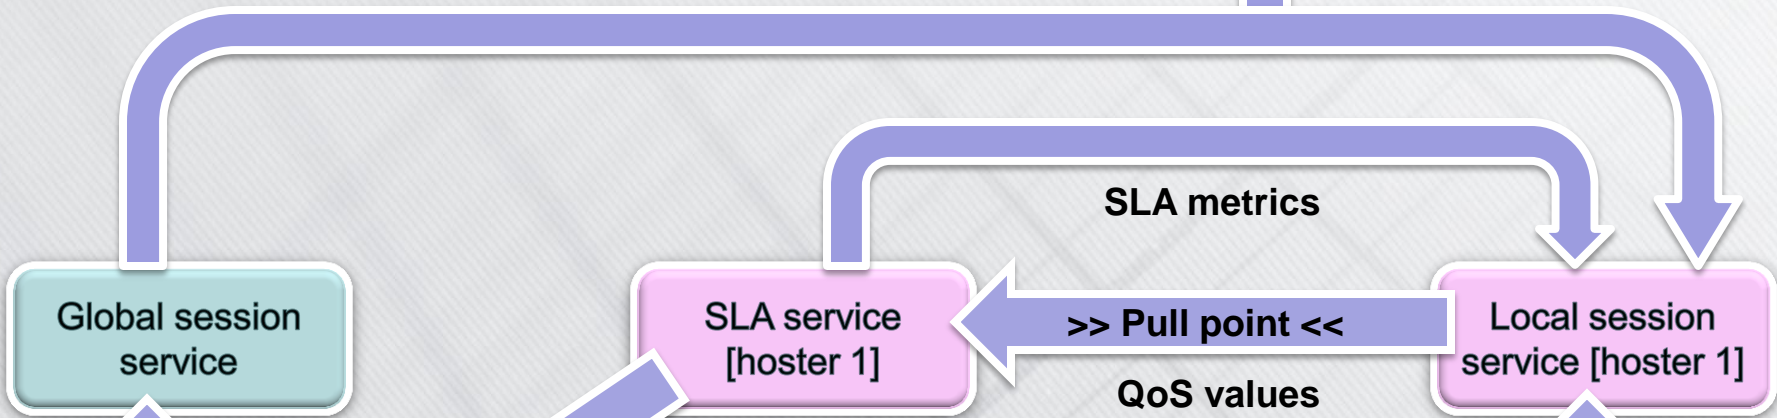 SLA metrics
Global session
service
SLA service
[hoster 1]
>> Pull point <<
Local session
service [hoster 1]
QoS values